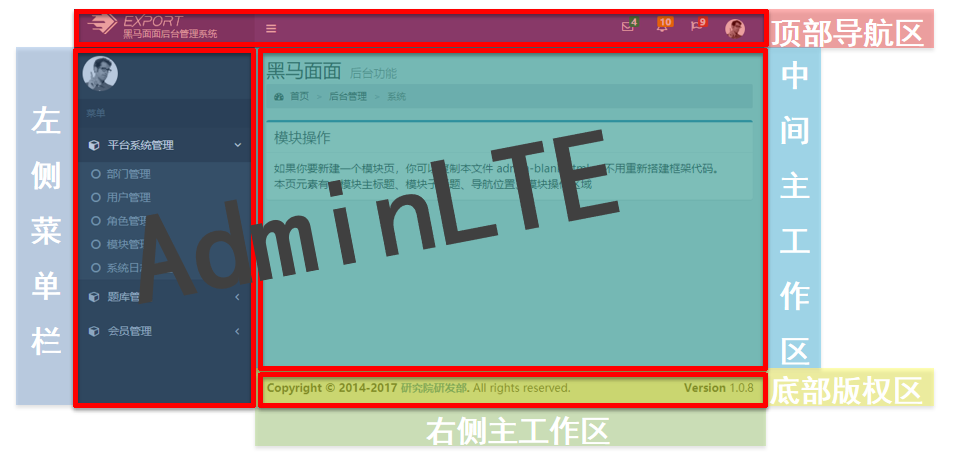 EXPORT
黑马面面后台管理系统
4
10
9
顶部导航区
左侧菜单栏
菜单
平台系统管理
部门管理
用户管理
角色管理
模块管理
系统日
题库管
会员管理
黑马面面 后台功能
首页 > 后台管理 > 系统
模块操作
如果你要新建一个模块页，你可以复制本文件 admin-blan 不用重新搭建框架代码。
本页元素有 模块主标题、模块子 题、导航位置 模块操 区域
AdminLTE
中间主工作区
Copyright © 2014-2017 研究院研发部. All rights reserved.
Version 1.0.8
底部版权区
右侧主工作区